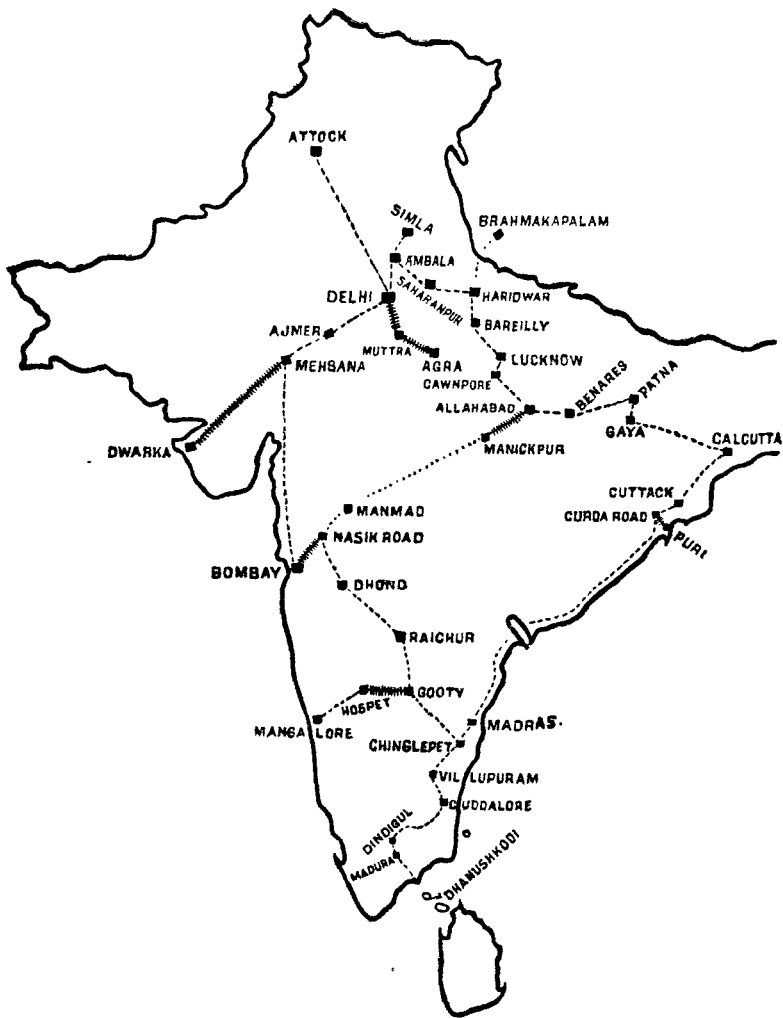 ATTOCK
SIMLA
BRAHMAKAPALAM
AMBALA
SAHARANPUR
DELHI
HARIDWAR
AJMER
BAREILLY
MUTTRA
MEHSANA
AGRA
LUCKNOW
CAWNPORE
BENARES
PATNA
ALLAHABAD
GAYA
CALCUTTA
DWARKA
MANICKPUR
CUTTACK
MANMAD
CURDA ROAD
NASIK ROAD
PURI
BOMBAY
DHOND
RAICHUR
GOOTY
HOSPET
MANGALORE
MADRAS.
CHINGLEPET
VILLUPURAM
CUDDALORE
DINDIGUL
MADURA
DHANUSHKODI